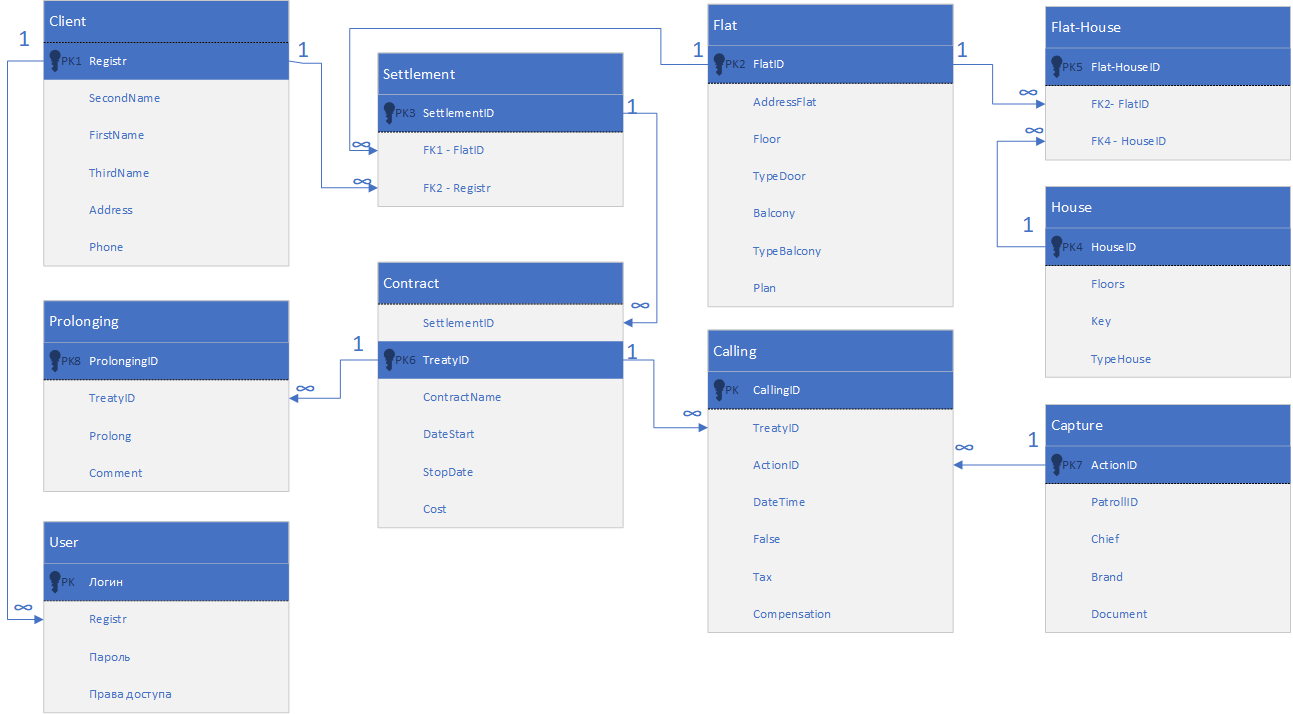 Client
PK1 Registr
SecondName
FirstName
ThirdName
Address
Phone
1
1
Settlement
PK3 SettlementID
FK1 - FlatID
FK2 - Registr
1
∞
∞
Flat
PK2 FlatID
AddressFlat
Floor
TypeDoor
Balcony
TypeBalcony
Plan
1
1
Flat-House
PK5 Flat-HouseID
FK2- FlatID
FK4 - HouseID
∞
∞
House
PK4 HouseID
Floors
Key
TypeHouse
1
Prolonging
PK8 ProlongingID
TreatyID
Prolong
Comment
∞
Contract
SettlementID
PK6 TreatyID
ContractName
DateStart
StopDate
Cost
∞
1
1
Calling
PK CallingID
TreatyID
ActionID
DateTime
False
Tax
Compensation
∞
∞
Capture
PK7 ActionID
PatrollID
Chief
Brand
Document
1
User
PK Логин
Registr
Пароль
Права доступа
∞